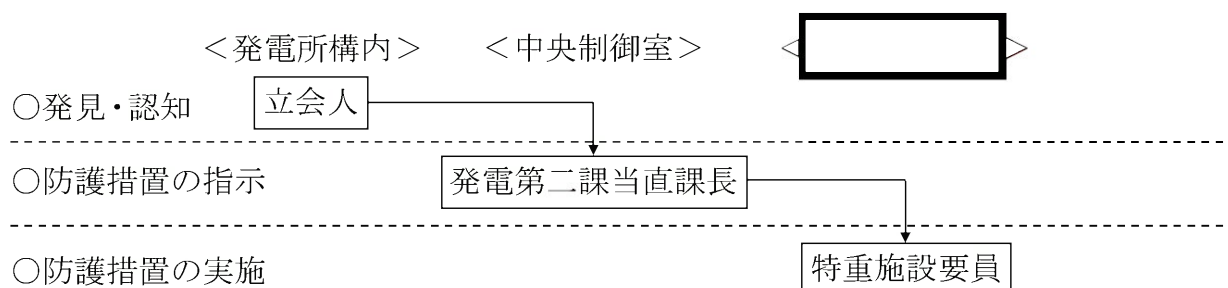 ＜発電所構内＞ ＜中央制御室＞ ＜ ＞
○発見・認知 立会人
○防護措置の指示 発電第二課当直課長
○防護措置の実施 特重施設要員